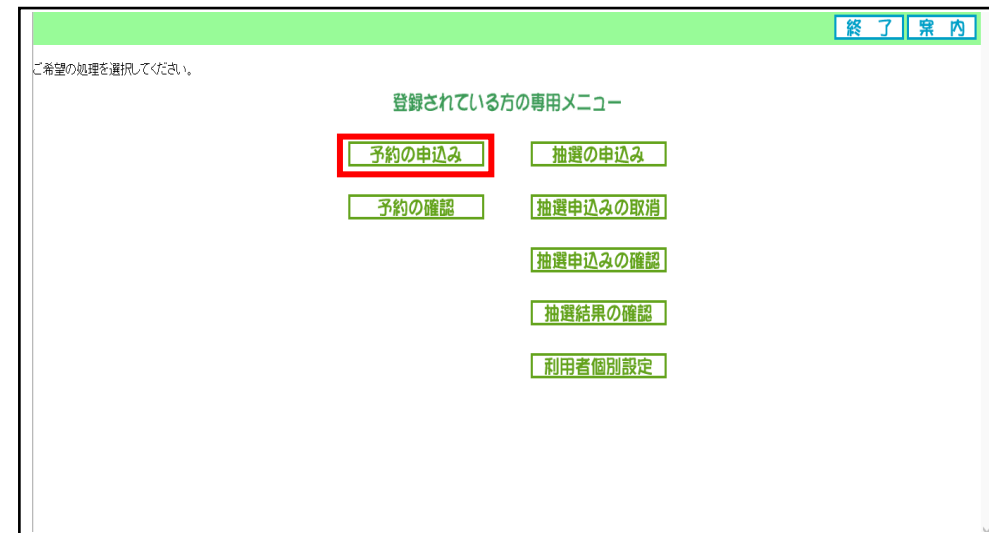 終 了 案 内
ご希望の処理を選択してください。
登録されている方の専用メニュー
予約の申込み 抽選の申込み
予約の確認 抽選申込みの取消
抽選申込みの確認
抽選結果の確認
利用者個別設定